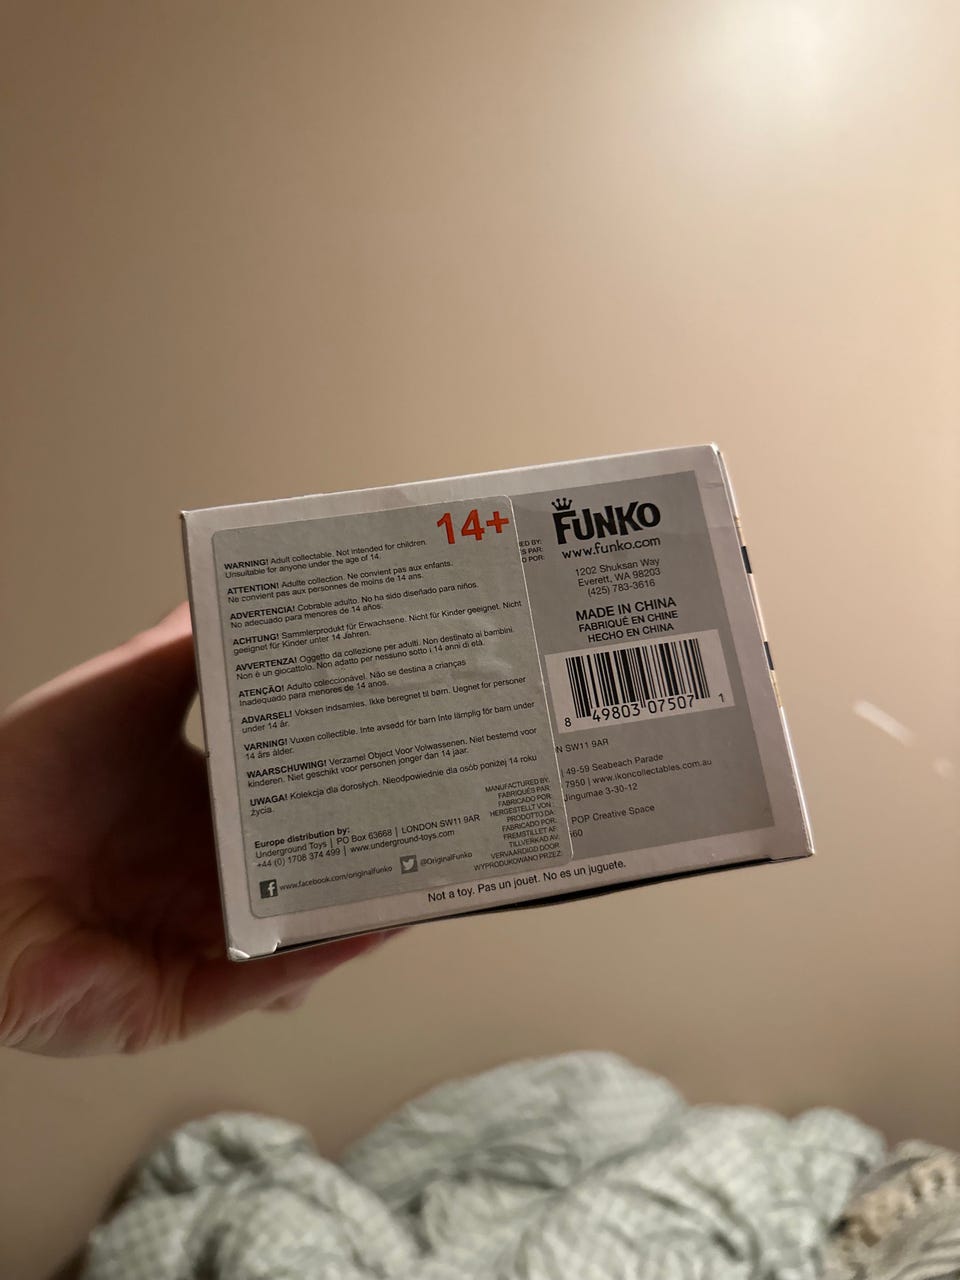 14+
WARNING! Adult collectable. Not intended for children.
Unsuitable for anyone under the age of 14.
ATTENTION! Adulte collection. Ne convient pas aux enfants.
Ne convient pas aux personnes de moins de 14 ans.
ADVERTENCIA! Cobrable adulto. No ha sido diseñado para niños.
No adecuado para menores de 14 años.
ACHTUNG! Sammlerprodukt für Erwachsene. Nicht für Kinder geeignet. Nicht
geeignet für Kinder unter 14 Jahren.
AVVERTENZA! Oggetto da collezione per adulti. Non destinato ai bambini.
Non è un giocattolo. Non adatto per nessuno sotto i 14 anni di età.
ATENÇÃO! Adulto coleccionável. Não se destina a crianças
Inadequado para menores de 14 anos.
ADVARSEL! Voksen indsamles. Ikke beregnet til børn. Uegnet for personer
under 14 år.
VARNING! Vuxen collectible. Inte avsedd för barn Inte lämplig för barn under
14 års ålder.
WAARSCHUWING! Verzamel Object Voor Volwassenen. Niet bestemd voor
kinderen. Niet geschikt voor personen jonger dan 14 jaar.
UWAGA! Kolekcja dla dorosłych. Nieodpowiednie dla osób poniżej 14 roku
życia.
Europe distribution by:
Underground Toys | PO Box 63668 | LONDON SW11 9AR
+44 (0) 1708 374 499 | www.underground-toys.com
www.facebook.com/originalfunko @OriginalFunko
MANUFACTURED BY:
FABRIQUÉS PAR:
FABRICADO POR:
HERGESTELLT VON:
PRODOTTO DA:
FABRICADO POR:
FREMSTILLET AF:
TILLVERKAD AV:
VERVAARDIGD DOOR:
WYPRODUKOWANO PRZEZ:
ED BY:
S PAR:
O POR:
FUNKO
www.funko.com
1202 Shuksan Way
Everett, WA 98203
(425) 783-3616
MADE IN CHINA
FABRIQUÉ EN CHINE
HECHO EN CHINA
8 49803 07507 1
N SW11 9AR
49-59 Seabeach Parade
7950 | www.ikoncollectables.com.au
Jingumae 3-30-12
POP Creative Space
560
Not a toy. Pas un jouet. No es un juguete.